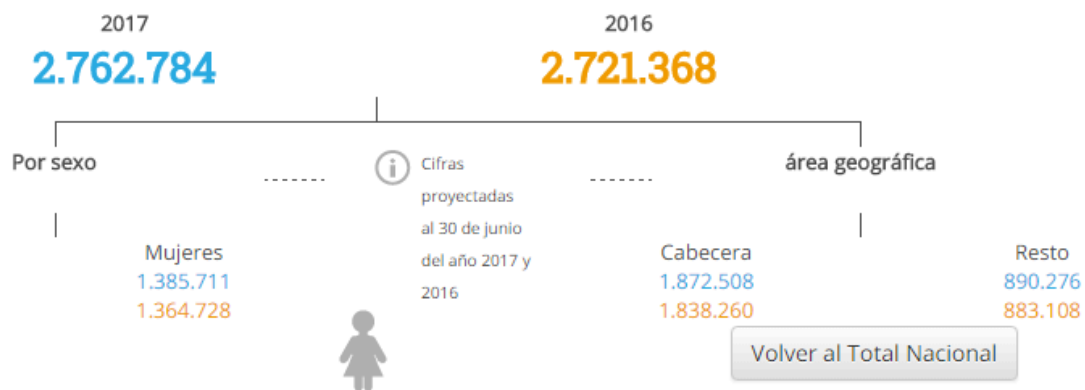 2017
2016
2.762.784
2.721.368
Por sexo
Cifras
proyectadas
al 30 de junio
del año 2017 y
2016
área geográfica
Mujeres
1.385.711
1.364.728
Cabecera
1.872.508
1.838.260
Resto
890.276
883.108
Volver al Total Nacional